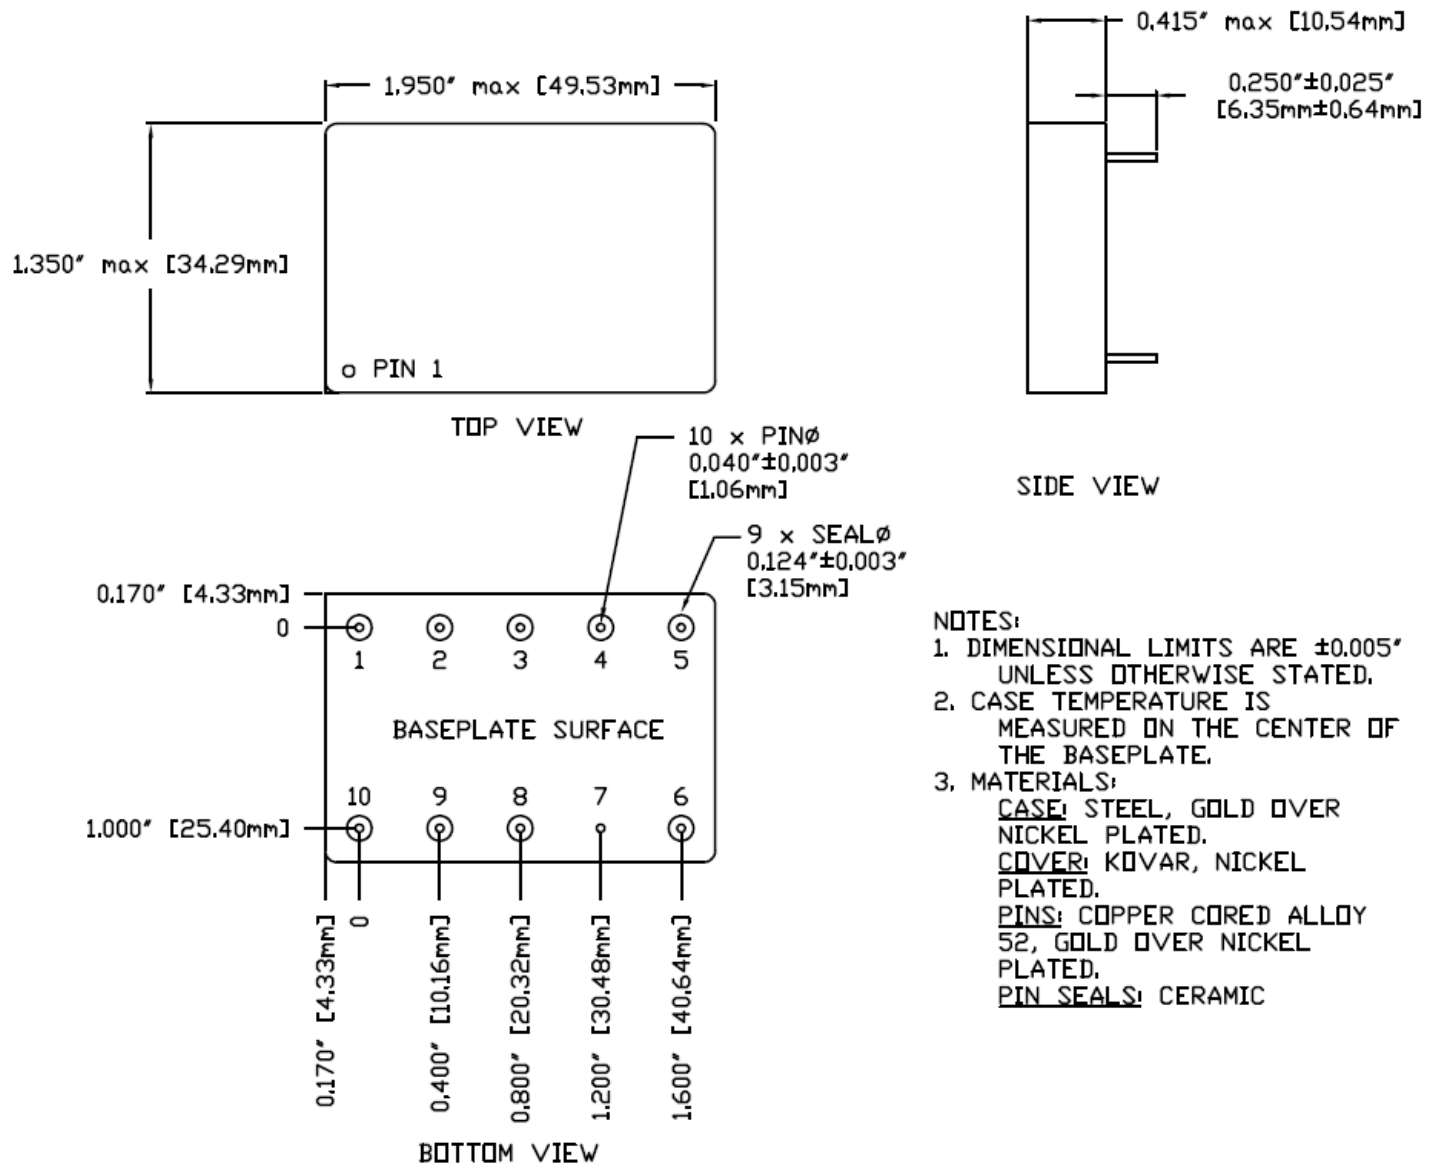 0.415" max [10.54mm]
0.250"±0.025"
[6.35mm±0.64mm]
1.950" max [49.53mm]
1.350" max [34.29mm]
PIN 1
TOP VIEW
SIDE VIEW
10 x PINø
0.040"±0.003"
[1.06mm]
9 x SEALø
0.124"±0.003"
[3.15mm]
0.170" [4.33mm]
0
1 2 3 4 5
BASEPLATE SURFACE
10 9 8 7 6
1.000" [25.40mm]
0.170" [4.33mm]
0
0.400" [10.16mm]
0.800" [20.32mm]
1.200" [30.48mm]
1.600" [40.64mm]
BOTTOM VIEW
NOTES:
1. DIMENSIONAL LIMITS ARE ±0.005"
UNLESS OTHERWISE STATED.
2. CASE TEMPERATURE IS
MEASURED ON THE CENTER OF
THE BASEPLATE.
3. MATERIALS:
CASE: STEEL, GOLD OVER
NICKEL PLATED.
COVER: KOVAR, NICKEL
PLATED.
PINS: COPPER CORED ALLOY
52, GOLD OVER NICKEL
PLATED.
PIN SEALS: CERAMIC